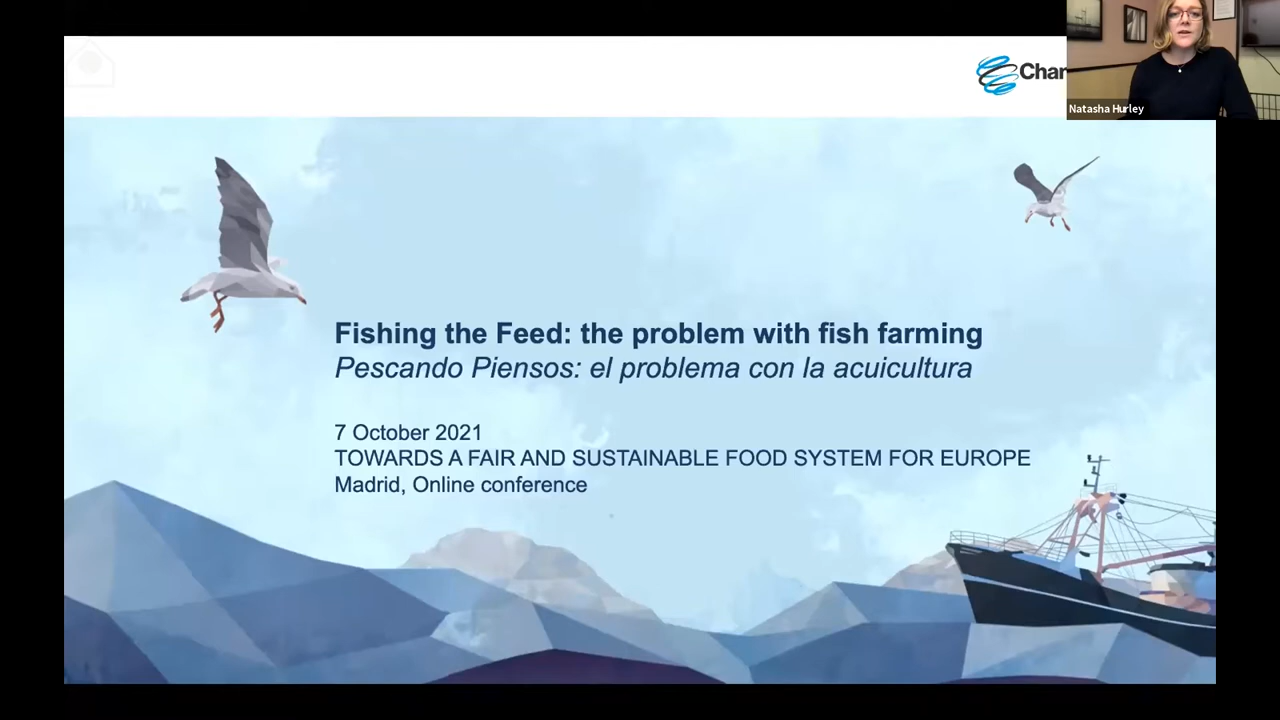 Chan
Natasha Hurley
Fishing the Feed: the problem with fish farming
Pescando Piensos: el problema con la acuicultura
7 October 2021
TOWARDS A FAIR AND SUSTAINABLE FOOD SYSTEM FOR EUROPE
Madrid, Online conference